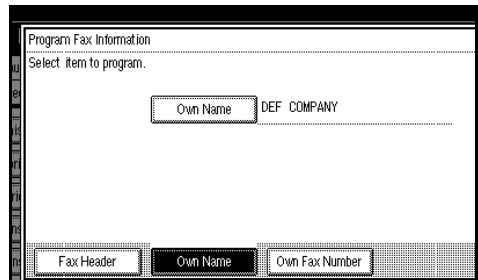 Program Fax Information
Select item to program.
Own Name DEF COMPANY
Fax Header Own Name Own Fax Number